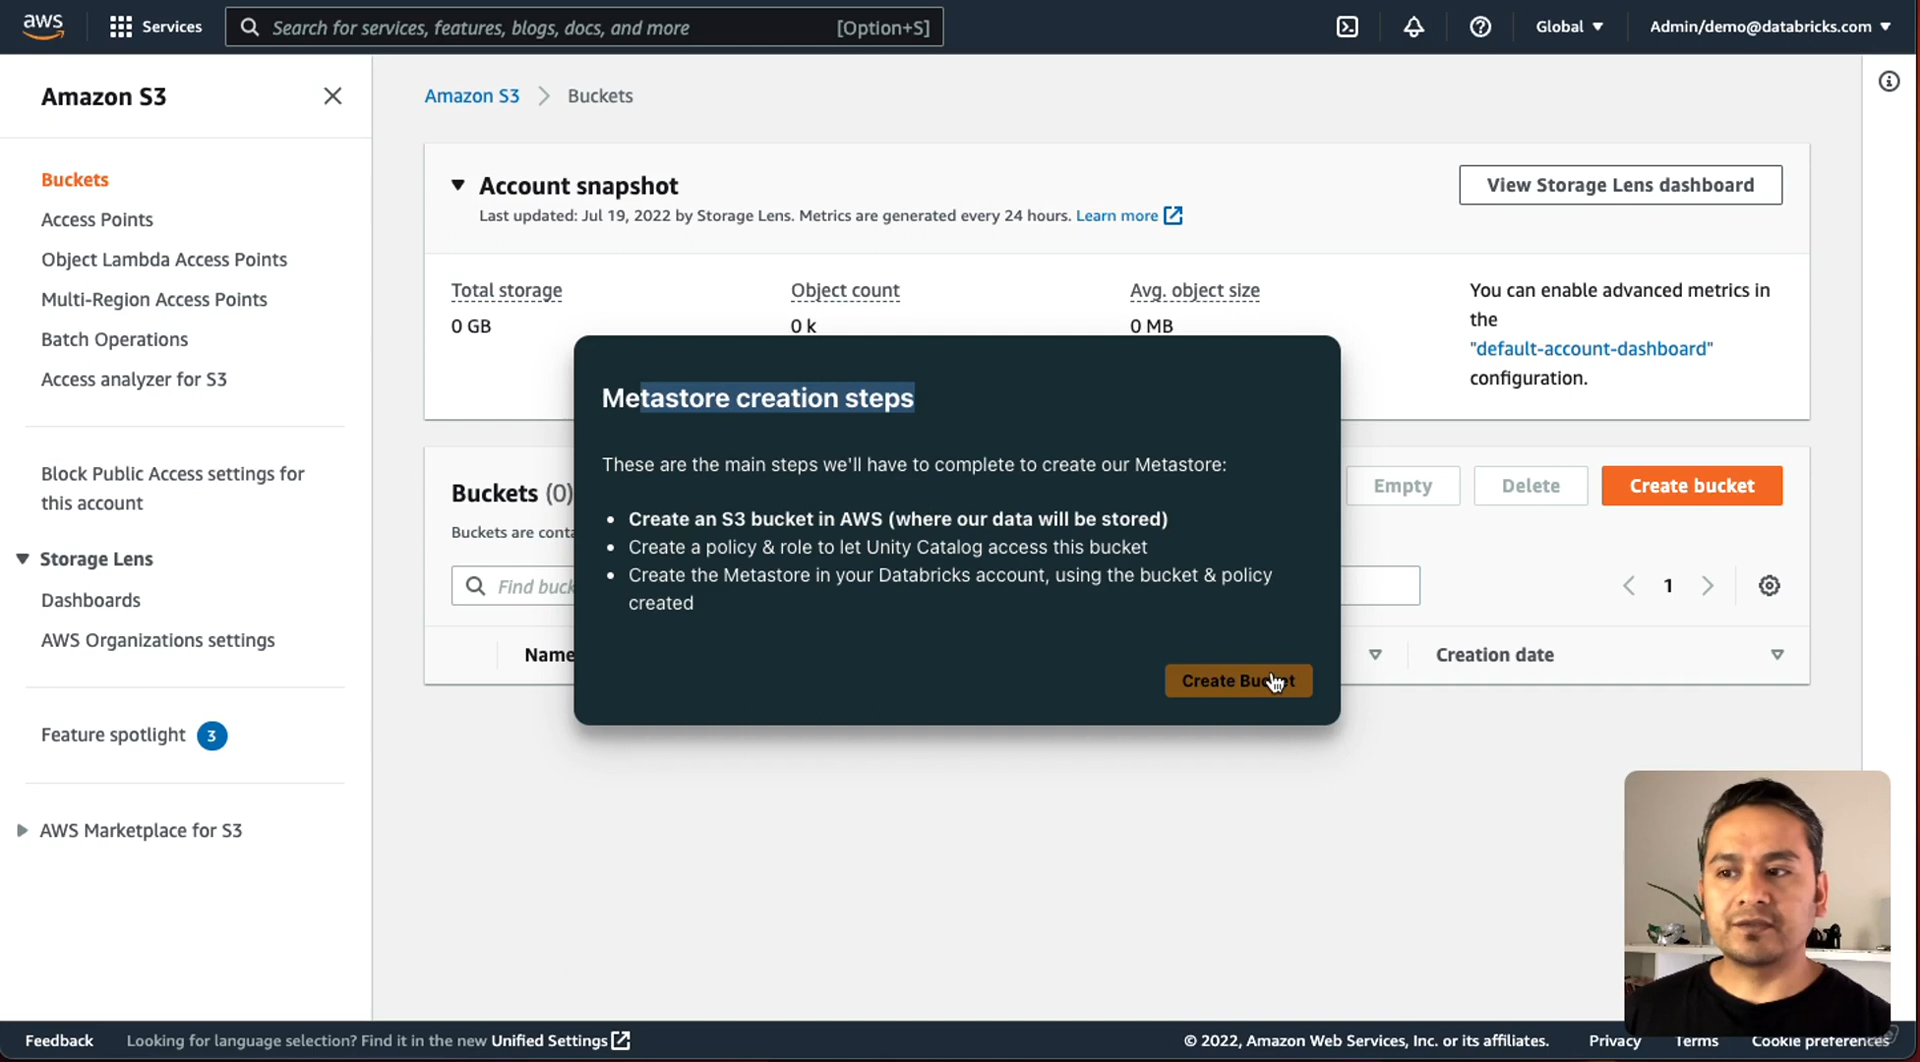 aws
Services
Search for services, features, blogs, docs, and more
[Option+S]
Global
Admin/demo@databricks.com
Amazon S3
Buckets
Access Points
Object Lambda Access Points
Multi-Region Access Points
Batch Operations
Access analyzer for S3
Block Public Access settings for
this account
Storage Lens
Dashboards
AWS Organizations settings
Feature spotlight 3
AWS Marketplace for S3
Amazon S3 > Buckets
Account snapshot
View Storage Lens dashboard
Last updated: Jul 19, 2022 by Storage Lens. Metrics are generated every 24 hours. Learn more
Total storage
0 GB
Object count
0 k
Avg. object size
0 MB
You can enable advanced metrics in
the
"default-account-dashboard"
configuration.
Metastore creation steps
These are the main steps we'll have to complete to create our Metastore:
• Create an S3 bucket in AWS (where our data will be stored)
• Create a policy & role to let Unity Catalog access this bucket
• Create the Metastore in your Databricks account, using the bucket & policy
created
Create Bucket
Buckets (0)
Empty
Delete
Create bucket
Buckets are
Find
1
Name
Creation date
Feedback
Looking for language selection? Find it in the new Unified Settings
© 2022, Amazon Web Services, Inc. or its affiliates.
Privacy
Terms
Cookie preferences